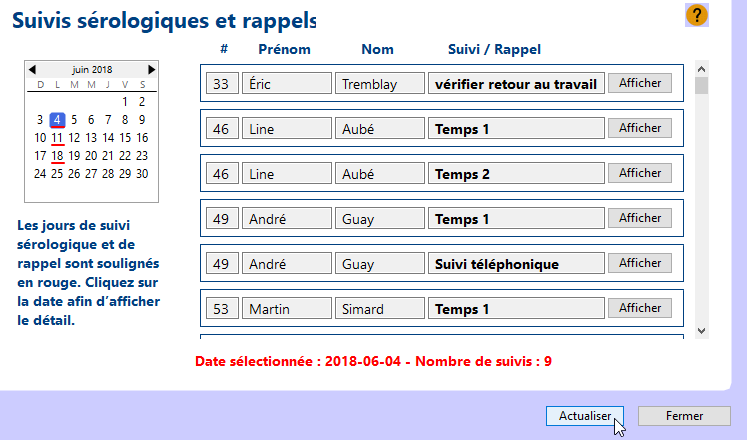 Suivis sérologiques et rappels
?
juin 2018
D L M M J V S
1 2
3 4 5 6 7 8 9
10 11 12 13 14 15 16
17 18 19 20 21 22 23
24 25 26 27 28 29 30
Les jours de suivi
sérologique et de
rappel sont soulignés
en rouge. Cliquez sur
la date afin d’afficher
le détail.
# Prénom Nom Suivi / Rappel
33 Éric Tremblay vérifier retour au travail Afficher
46 Line Aubé Temps 1 Afficher
46 Line Aubé Temps 2 Afficher
49 André Guay Temps 1 Afficher
49 André Guay Suivi téléphonique Afficher
53 Martin Simard Temps 1 Afficher
Date sélectionnée : 2018-06-04 - Nombre de suivis : 9
Actualiser Fermer